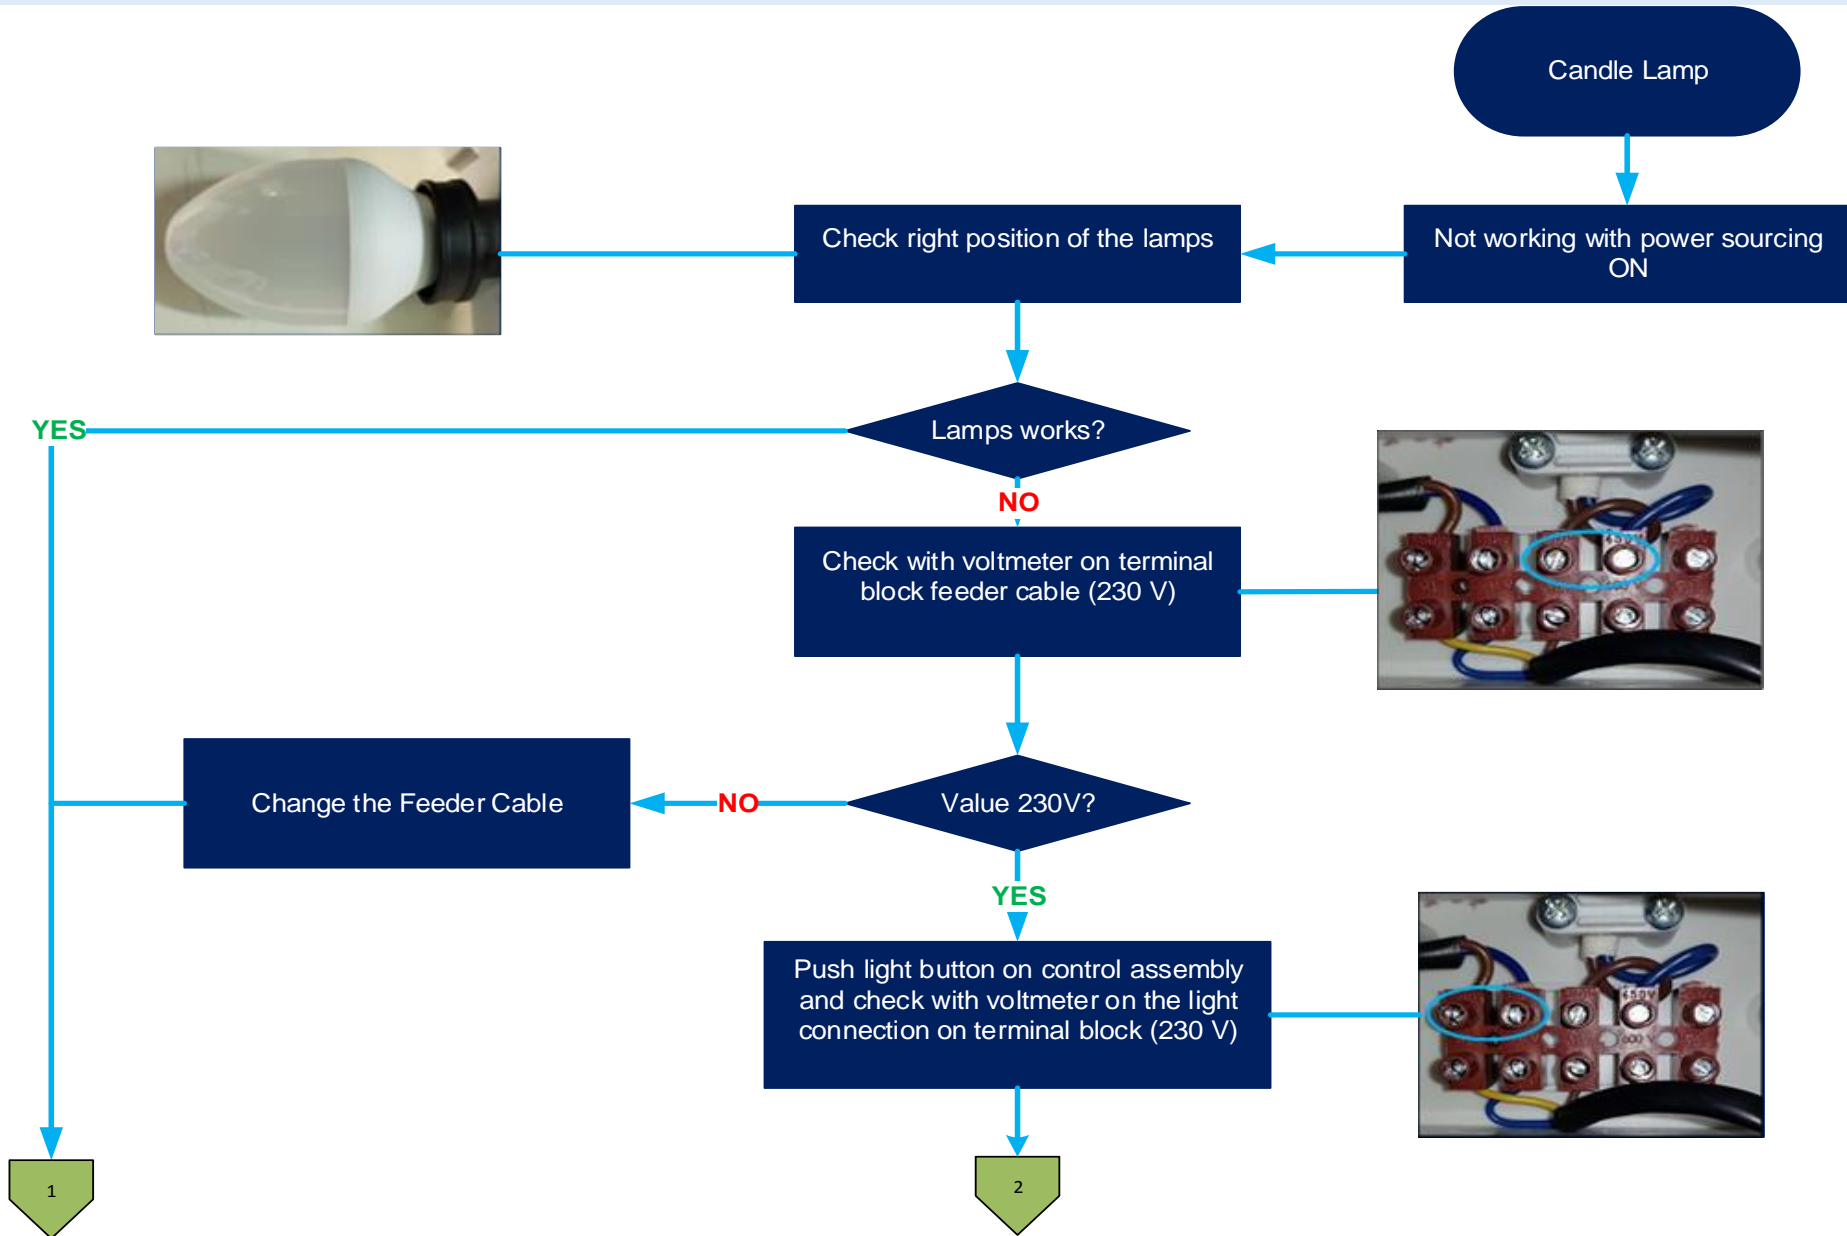 Candle Lamp
Not working with power sourcing
ON
Check right position of the lamps
Lamps works?
YES
NO
Check with voltmeter on terminal
block feeder cable (230 V)
Value 230V?
NO
Change the Feeder Cable
YES
Push light button on control assembly
and check with voltmeter on the light
connection on terminal block (230 V)
1
2